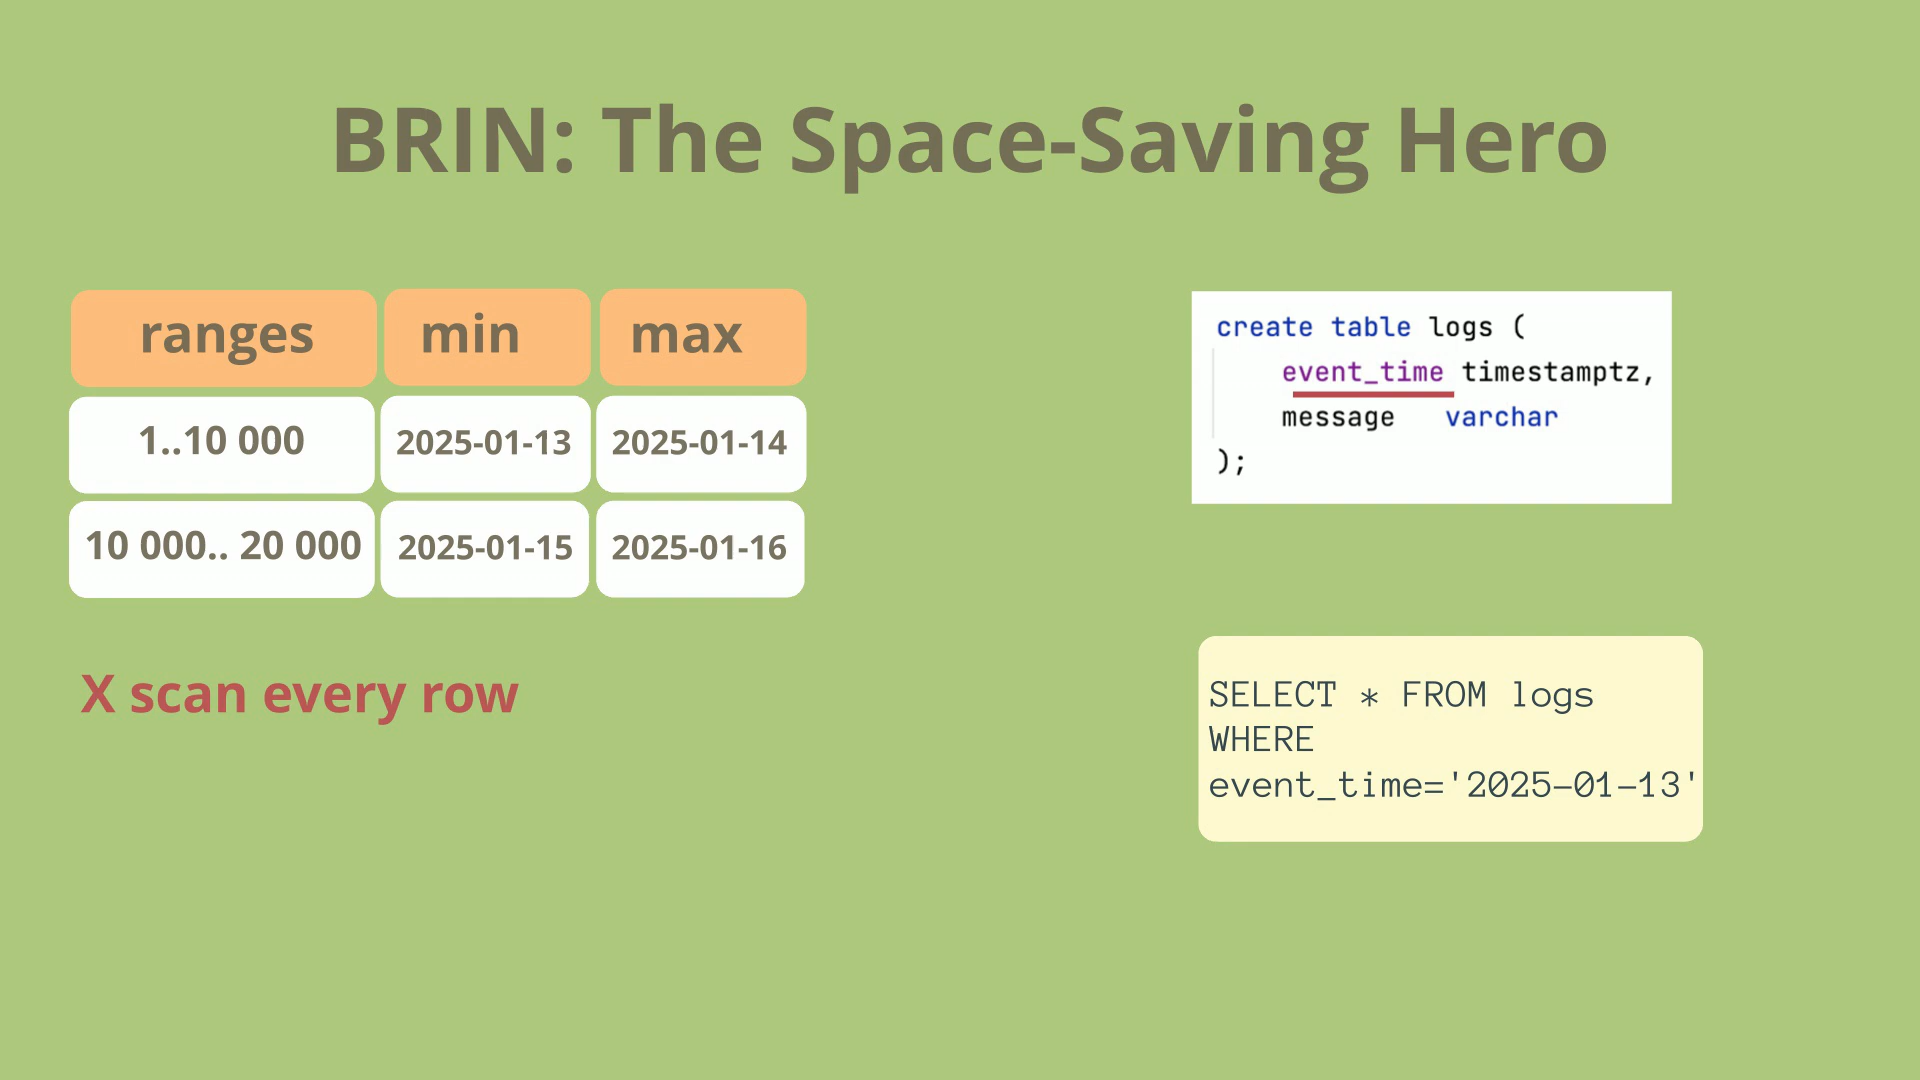 BRIN: The Space-Saving Hero
ranges min max
1..10 000 2025-01-13 2025-01-14
10 000.. 20 000 2025-01-15 2025-01-16
X scan every row
create table logs (
event_time timestamptz,
message varchar
);
SELECT * FROM logs
WHERE
event_time='2025-01-13'